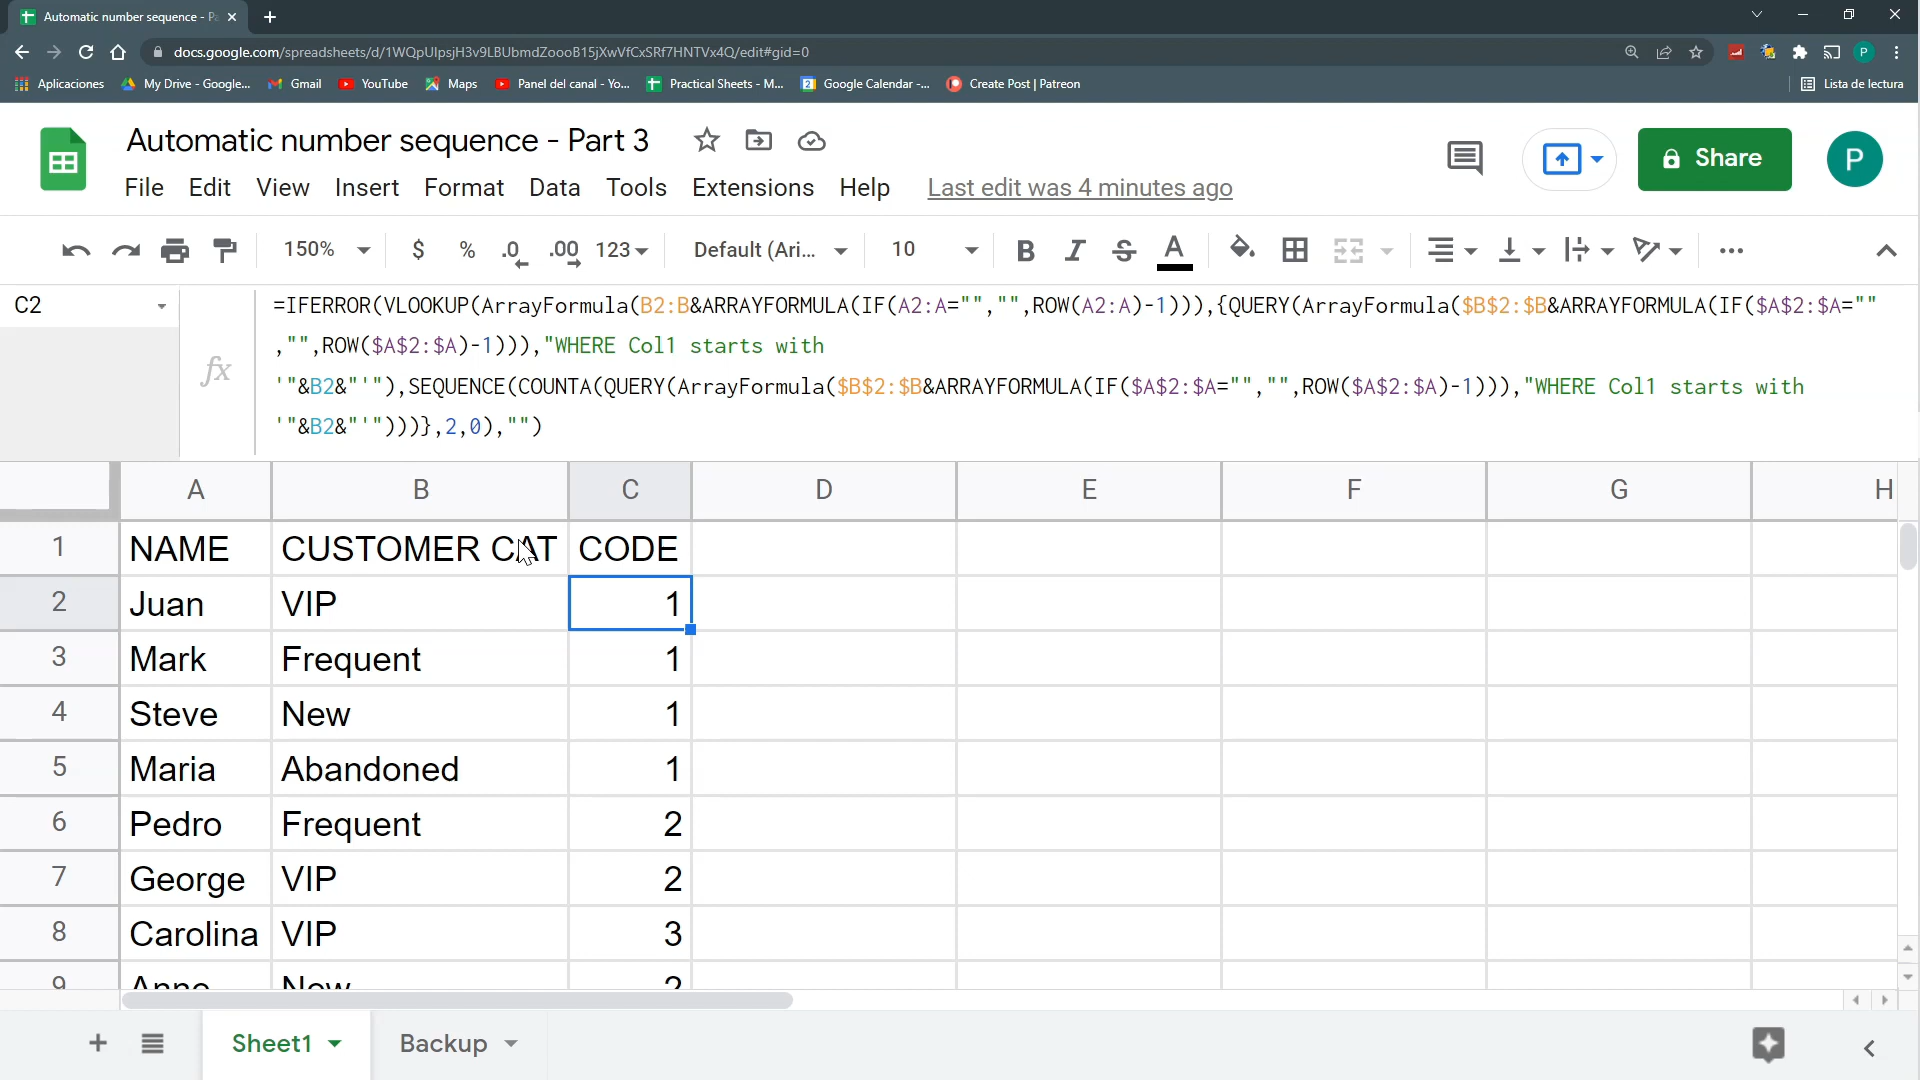 Automatic number sequence - Pa
docs.google.com/spreadsheets/d/1WQpUlpsjH3v9LBUbmdZoooB15jXwVfCxSRf7HNTVx4Q/edit#gid=0
P
Aplicaciones My Drive - Google... Gmail YouTube Maps Panel del canal - Yo... Practical Sheets - M... Google Calendar -... Create Post | Patreon Lista de lectura
Automatic number sequence - Part 3
Share
P
File Edit View Insert Format Data Tools Extensions Help Last edit was 4 minutes ago
150% $ % .0 .00 123 Default (Ari... 10 B I S A
C2
=IFERROR(VLOOKUP(ArrayFormula(B2:B&ARRAYFORMULA(IF(A2:A="","",ROW(A2:A)-1))),{QUERY(ArrayFormula($B$2:$B&ARRAYFORMULA(IF($A$2:$A=""
,"",ROW($A$2:$A)-1))),"WHERE Col1 starts with
'"&B2&"'"),SEQUENCE(COUNTA(QUERY(ArrayFormula($B$2:$B&ARRAYFORMULA(IF($A$2:$A="","",ROW($A$2:$A)-1))),"WHERE Col1 starts with
'"&B2&"'")))},2,0),"")
fx
A B C D E F G H
1 NAME CUSTOMER CAT CODE
2 Juan VIP 1
3 Mark Frequent 1
4 Steve New 1
5 Maria Abandoned 1
6 Pedro Frequent 2
7 George VIP 2
8 Carolina VIP 3
9 Anne New 2
Sheet1 Backup